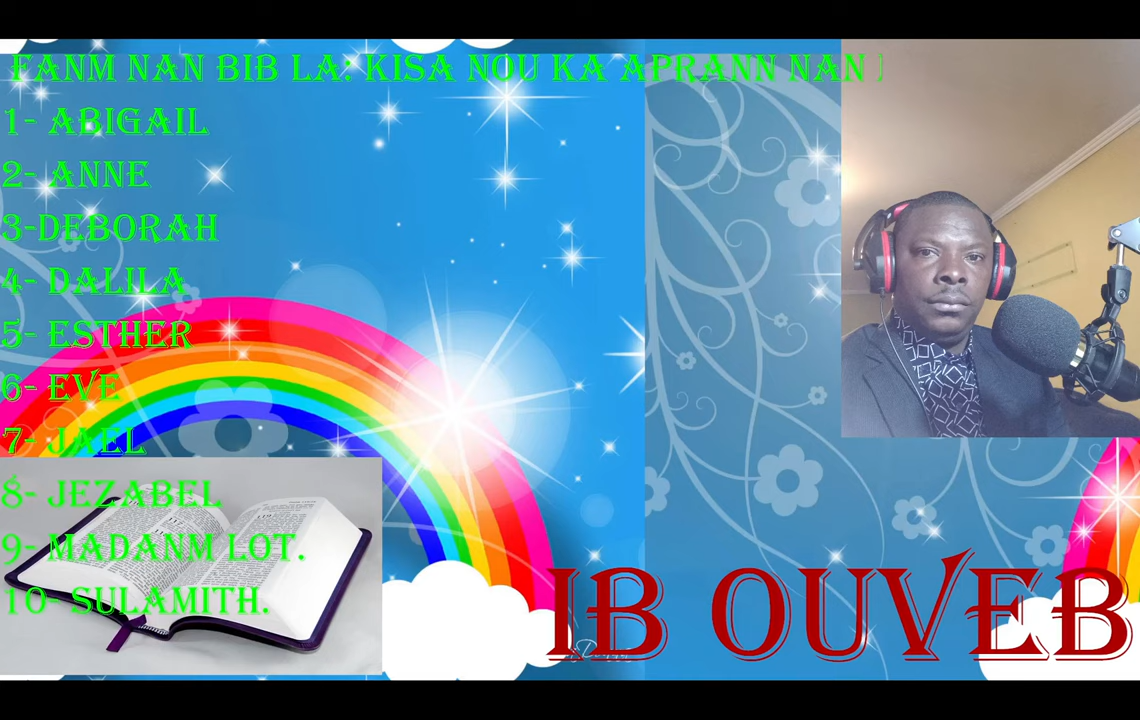 FANM NAN BIB LA: KISA NOU KA APRANN NAN
1- ABIGAIL
2- ANNE
3-DEBORAH
4- DALILA
5- ESTHER
6- EVE
7- JAEL
8- JEZABEL
9- MADANM LOT.
10- SULAMITH.
IB OUVEB